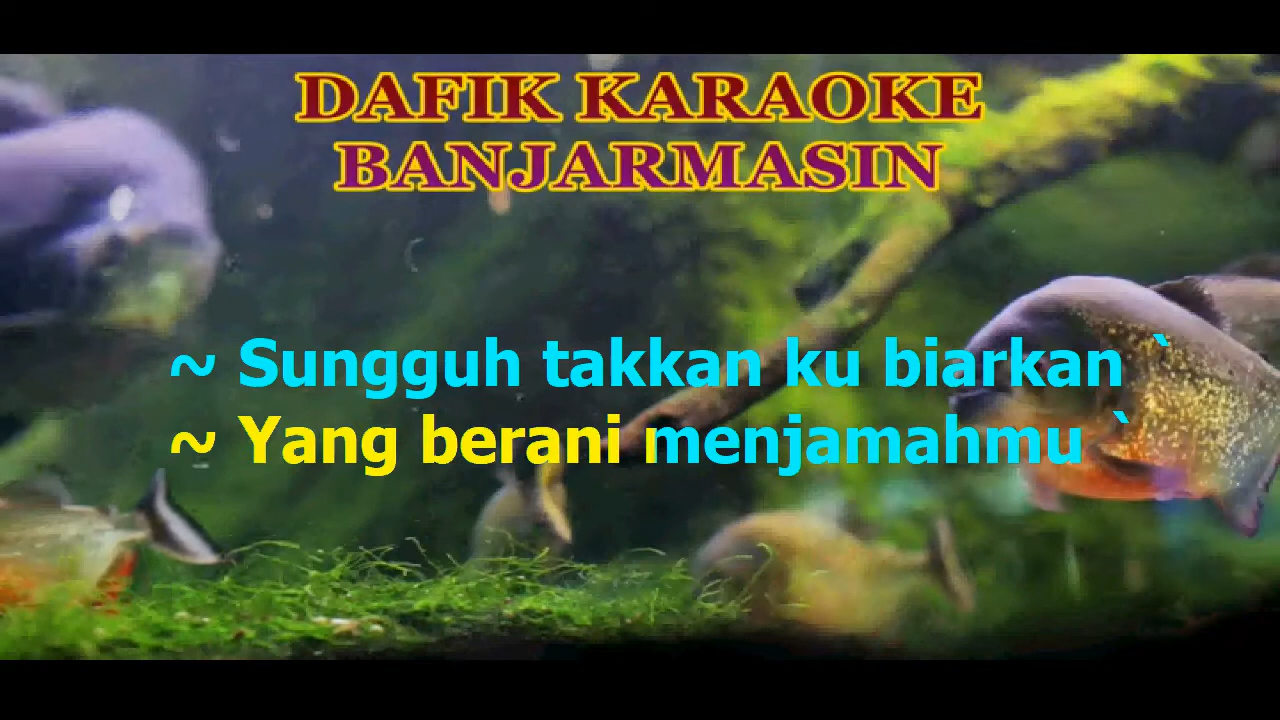 DAFIK KARAOKE
BANJARMASIN
~ Sungguh takkan ku biarkan `
~ Yang berani menjamahmu `